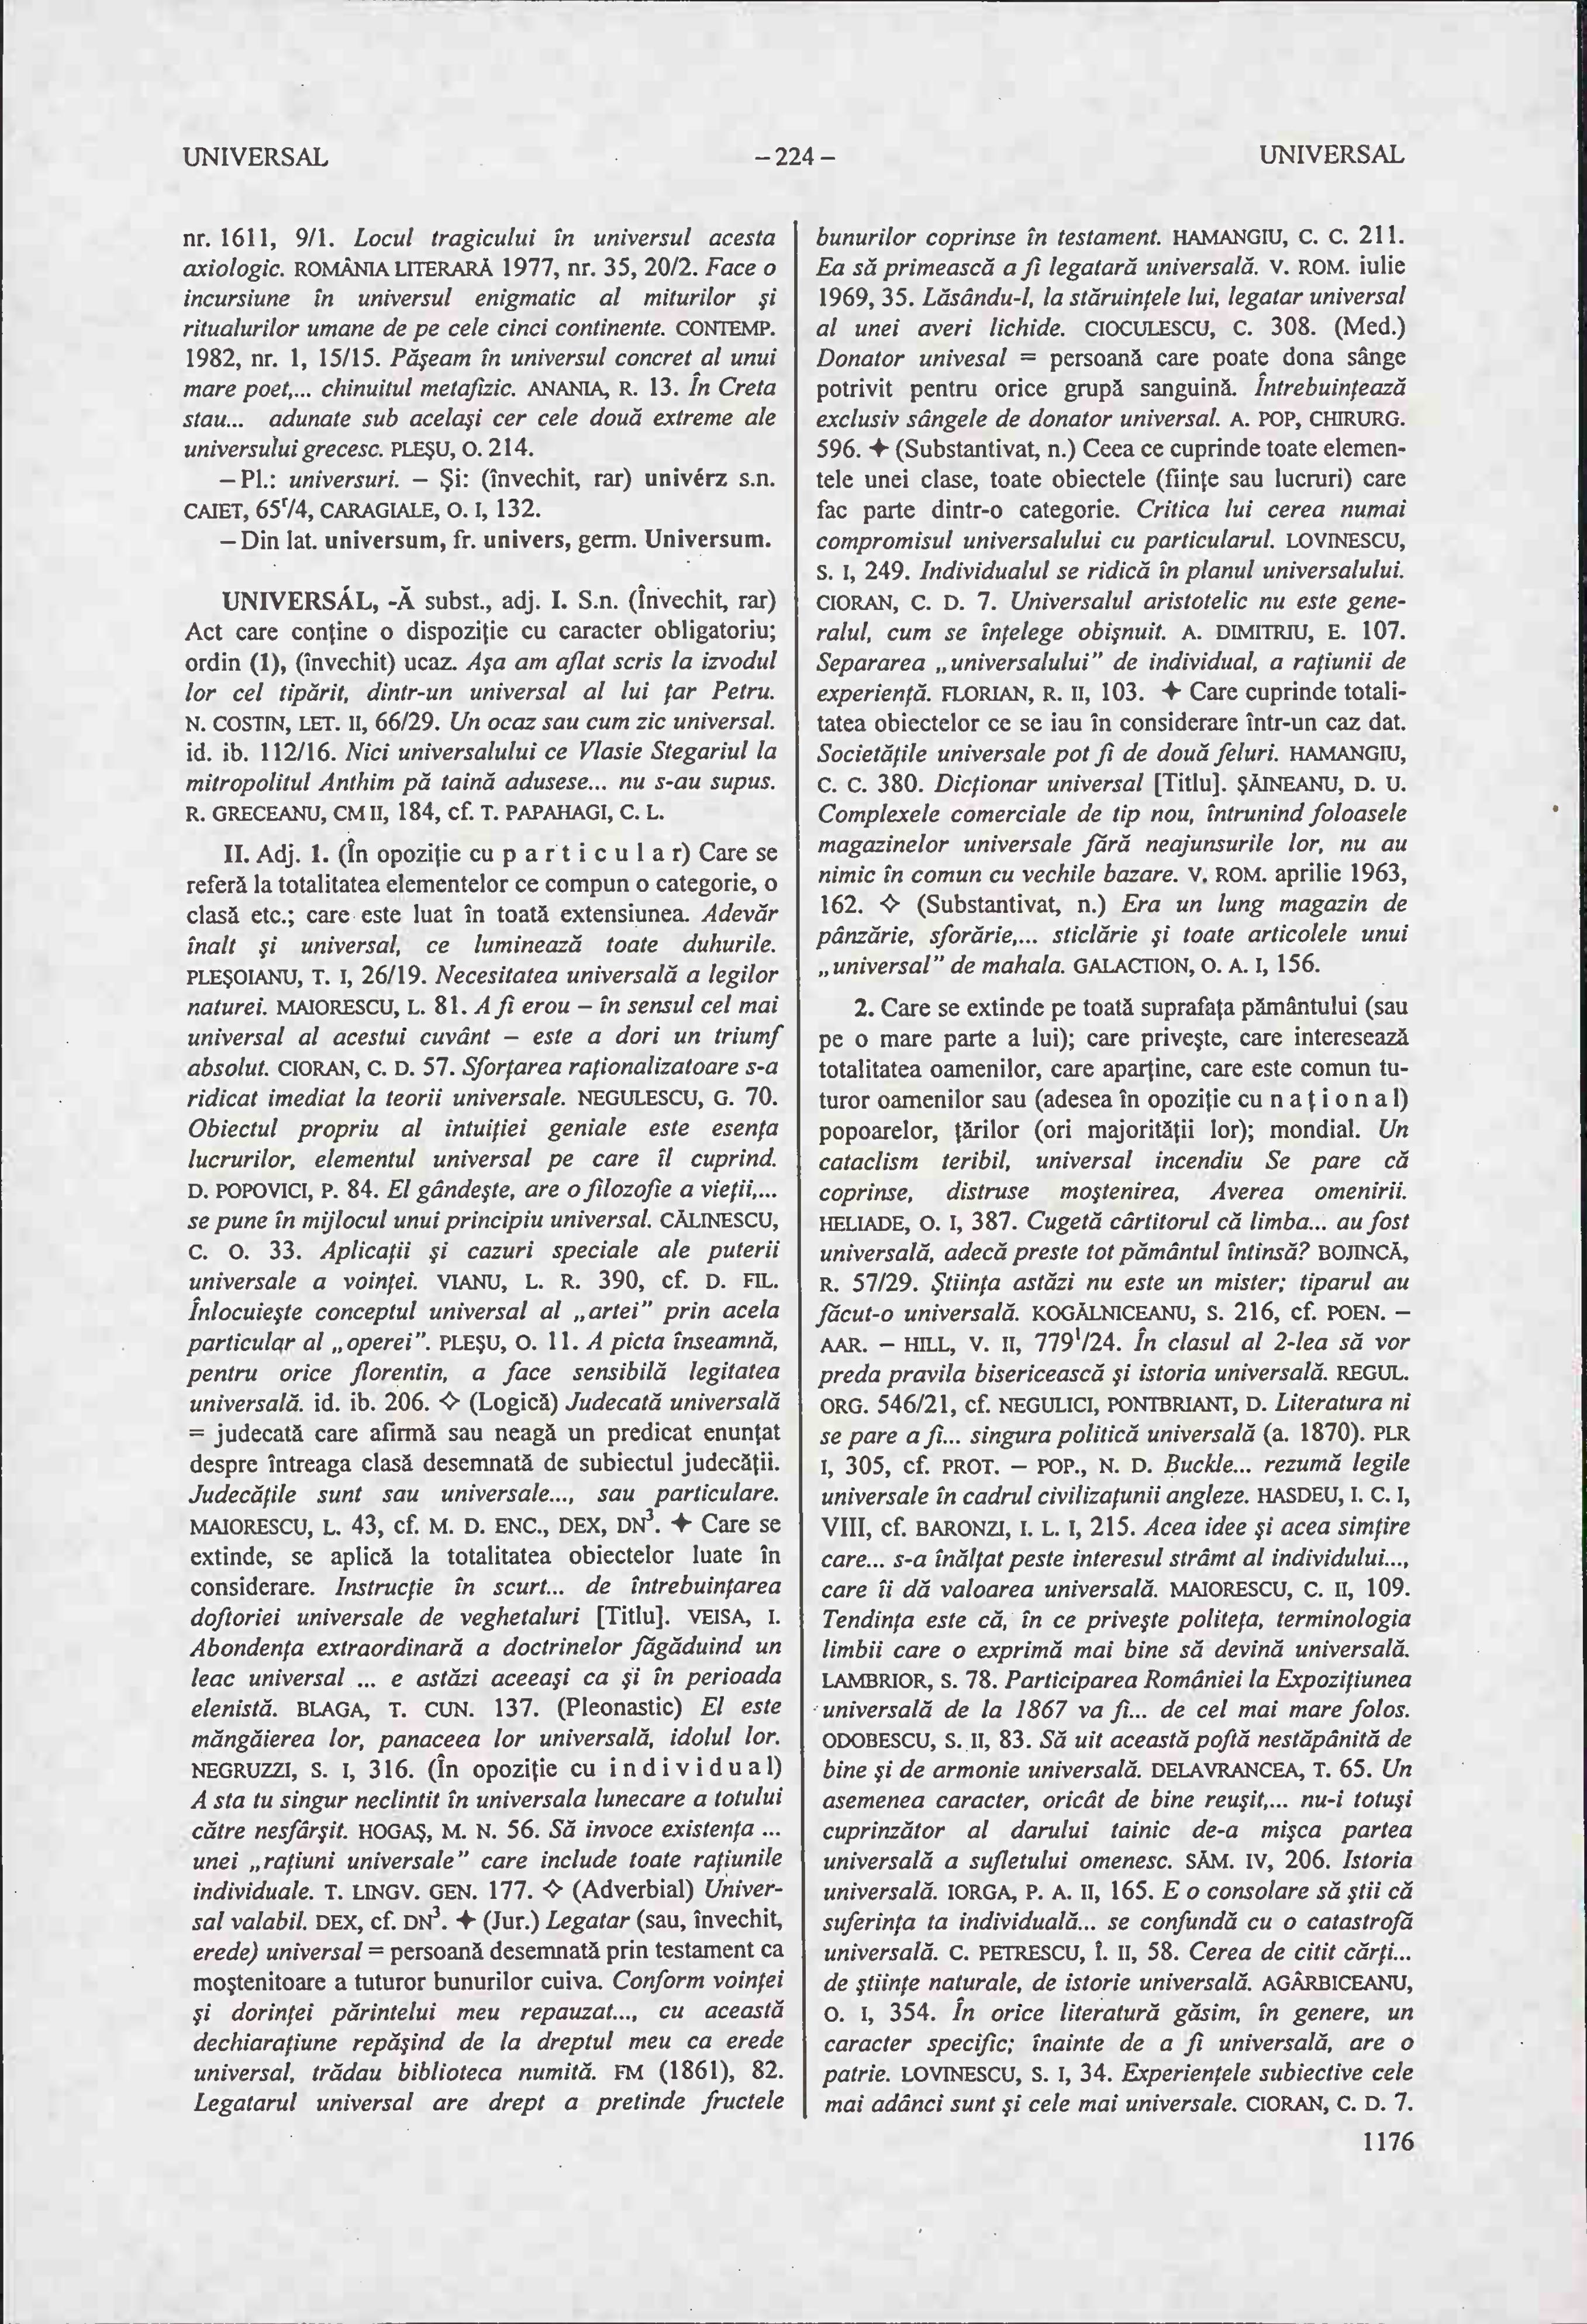 UNIVERSAL
– 224 –
UNIVERSAL
nr. 1611, 9/1. Locul tragicului în universul acesta
axiologic. ROMÂNIA LITERARĂ 1977, nr. 35, 20/2. Face o
incursiune în universul enigmatic al miturilor şi
ritualurilor umane de pe cele cinci continente. CONTEMP.
1982, nr. 1, 15/15. Păşeam în universul concret al unui
mare poet,... chinuitul metafizic. ANANIA, R. 13. În Creta
stau... adunate sub acelaşi cer cele două extreme ale
universului grecesc. PLEŞU, O. 214.
– Pl.: universuri. – Şi: (învechit, rar) univérz s.n.
CAIET, 65ʳ/4, CARAGIALE, O. I, 132.
– Din lat. universum, fr. univers, germ. Universum.
UNIVERSÁL, -Ă subst., adj. I. S.n. (Învechit, rar)
Act care conţine o dispoziţie cu caracter obligatoriu;
ordin (1), (învechit) ucaz. Aşa am aflat scris la izvodul
lor cel tipărit, dintr-un universal al lui ţar Petru.
N. COSTIN, LET. II, 66/29. Un ocaz sau cum zic universal.
id. ib. 112/16. Nici universalului ce Vlasie Stegariul la
mitropolitul Anthim pă taină adusese... nu s-au supus.
R. GRECEANU, CM II, 184, cf. T. PAPAHAGI, C. L.
II. Adj. 1. (În opoziţie cu p a r t i c u l a r) Care se
referă la totalitatea elementelor ce compun o categorie, o
clasă etc.; care este luat în toată extensiunea. Adevăr
înalt şi universal, ce luminează toate duhurile.
PLEŞOIANU, T. I, 26/19. Necesitatea universală a legilor
naturei. MAIORESCU, L. 81. A fi erou – în sensul cel mai
universal al acestui cuvânt – este a dori un triumf
absolut. CIORAN, C. D. 57. Sforţarea raţionalizatoare s-a
ridicat imediat la teorii universale. NEGULESCU, G. 70.
Obiectul propriu al intuiţiei geniale este esenţa
lucrurilor, elementul universal pe care îl cuprind.
D. POPOVICI, P. 84. El gândeşte, are o filozofie a vieţii,...
se pune în mijlocul unui principiu universal. CĂLINESCU,
C. O. 33. Aplicaţii şi cazuri speciale ale puterii
universale a voinţei. VIANU, L. R. 390, cf. D. FIL.
Înlocuieşte conceptul universal al „artei” prin acela
particular al „operei”. PLEŞU, O. 11. A picta înseamnă,
pentru orice florentin, a face sensibilă legitatea
universală. id. ib. 206. ◇ (Logică) Judecată universală
= judecată care afirmă sau neagă un predicat enunţat
despre întreaga clasă desemnată de subiectul judecăţii.
Judecăţile sunt sau universale..., sau particulare.
MAIORESCU, L. 43, cf. M. D. ENC., DEX, DN³. ✦ Care se
extinde, se aplică la totalitatea obiectelor luate în
considerare. Instrucţie în scurt... de întrebuinţarea
doftoriei universale de veghetaluri [Titlu]. VEISA, I.
Abondenţa extraordinară a doctrinelor făgăduind un
leac universal ... e astăzi aceeaşi ca şi în perioada
elenistă. BLAGA, T. CUN. 137. (Pleonastic) El este
măngăierea lor, panaceea lor universală, idolul lor.
NEGRUZZI, S. I, 316. (În opoziţie cu i n d i v i d u a l)
A sta tu singur neclintit în universala lunecare a totului
către nesfârşit. HOGAŞ, M. N. 56. Să invoce existenţa ...
unei „raţiuni universale” care include toate raţiunile
individuale. T. LINGV. GEN. 177. ◇ (Adverbial) Univer-
sal valabil. DEX, cf. DN³. ✦ (Jur.) Legatar (sau, învechit,
erede) universal = persoană desemnată prin testament ca
moştenitoare a tuturor bunurilor cuiva. Conform voinţei
şi dorinţei părintelui meu repauzat..., cu această
dechiaraţiune repăşind de la dreptul meu ca erede
universal, trădau biblioteca numită. FM (1861), 82.
Legatarul universal are drept a pretinde fructele
bunurilor coprinse în testament. HAMANGIU, C. C. 211.
Ea să primească a fi legatară universală. V. ROM. iulie
1969, 35. Lăsându-l, la stăruinţele lui, legatar universal
al unei averi lichide. CIOCULESCU, C. 308. (Med.)
Donator univesal = persoană care poate dona sânge
potrivit pentru orice grupă sanguină. Întrebuinţează
exclusiv sângele de donator universal. A. POP, CHIRURG.
596. ✦ (Substantivat, n.) Ceea ce cuprinde toate elemen-
tele unei clase, toate obiectele (fiinţe sau lucruri) care
fac parte dintr-o categorie. Critica lui cerea numai
compromisul universalului cu particularul. LOVINESCU,
S. I, 249. Individualul se ridică în planul universalului.
CIORAN, C. D. 7. Universalul aristotelic nu este gene-
ralul, cum se înţelege obişnuit. A. DIMITRIU, E. 107.
Separarea „universalului” de individual, a raţiunii de
experienţă. FLORIAN, R. II, 103. ✦ Care cuprinde totali-
tatea obiectelor ce se iau în considerare într-un caz dat.
Societăţile universale pot fi de două feluri. HAMANGIU,
C. C. 380. Dicţionar universal [Titlu]. ŞĂINEANU, D. U.
Complexele comerciale de tip nou, întrunind foloasele
magazinelor universale fără neajunsurile lor, nu au
nimic în comun cu vechile bazare. V. ROM. aprilie 1963,
162. ◇ (Substantivat, n.) Era un lung magazin de
pânzărie, sforărie,... sticlărie şi toate articolele unui
„universal” de mahala. GALACTION, O. A. I, 156.
2. Care se extinde pe toată suprafaţa pământului (sau
pe o mare parte a lui); care priveşte, care interesează
totalitatea oamenilor, care aparţine, care este comun tu-
turor oamenilor sau (adesea în opoziţie cu n a ţ i o n a l)
popoarelor, ţărilor (ori majorităţii lor); mondial. Un
cataclism teribil, universal incendiu Se pare că
coprinse, distruse moştenirea, Averea omenirii.
HELIADE, O. I, 387. Cugetă cârtitorul că limba... au fost
universală, adecă preste tot pământul întinsă? BOJINCĂ,
R. 57/29. Ştiinţa astăzi nu este un mister; tiparul au
făcut-o universală. KOGĂLNICEANU, S. 216, cf. POEN. –
AAR. – HILL, V. II, 779¹/24. În clasul al 2-lea să vor
preda pravila bisericească şi istoria universală. REGUL.
ORG. 546/21, cf. NEGULICI, PONTBRIANT, D. Literatura ni
se pare a fi... singura politică universală (a. 1870). PLR
I, 305, cf. PROT. – POP., N. D. Buckle... rezumă legile
universale în cadrul civilizaţunii angleze. HASDEU, I. C. I,
VIII, cf. BARONZI, I. L. I, 215. Acea idee şi acea simţire
care... s-a înălţat peste interesul strâmt al individului...,
care îi dă valoarea universală. MAIORESCU, C. II, 109.
Tendinţa este că, în ce priveşte politeţa, terminologia
limbii care o exprimă mai bine să devină universală.
LAMBRIOR, S. 78. Participarea României la Expoziţiunea
universală de la 1867 va fi... de cel mai mare folos.
ODOBESCU, S. II, 83. Să uit această poftă nestăpânită de
bine şi de armonie universală. DELAVRANCEA, T. 65. Un
asemenea caracter, oricât de bine reuşit,... nu-i totuşi
cuprinzător al darului tainic de-a mişca partea
universală a sufletului omenesc. SĂM. IV, 206. Istoria
universală. IORGA, P. A. II, 165. E o consolare să ştii că
suferinţa ta individuală... se confundă cu o catastrofă
universală. C. PETRESCU, Î. II, 58. Cerea de citit cărţi...
de ştiinţe naturale, de istorie universală. AGÂRBICEANU,
O. I, 354. În orice literatură găsim, în genere, un
caracter specific; înainte de a fi universală, are o
patrie. LOVINESCU, S. I, 34. Experienţele subiective cele
mai adânci sunt şi cele mai universale. CIORAN, C. D. 7.
1176